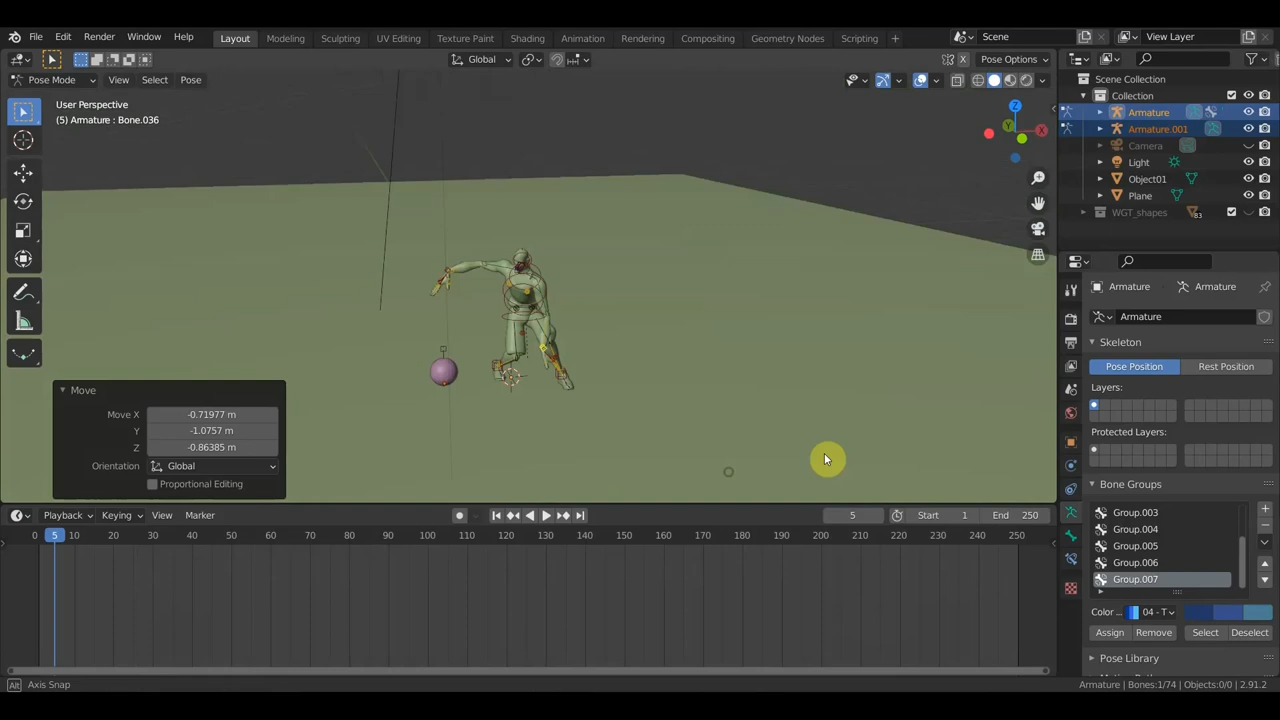 File Edit Render Window Help Layout Modeling Sculpting UV Editing Texture Paint Shading Animation Rendering Compositing Geometry Nodes Scripting + Scene View Layer
Global Pose Options
Pose Mode View Select Pose
User Perspective
(5) Armature : Bone.036
Z
Y
X
Scene Collection
Collection
Armature
Armature.001
Camera
Light
Object01
Plane
WGT_shapes 83
Armature Armature
Armature
Skeleton
Pose Position Rest Position
Layers:
Protected Layers:
Bone Groups
Group.003
Group.004
Group.005
Group.006
Group.007
Color ... 04 - T
Assign Remove Select Deselect
Pose Library
Move
Move X -0.71977 m
Y -1.0757 m
Z -0.86385 m
Orientation Global
Proportional Editing
Playback Keying View Marker 5 Start 1 End 250
0 5 10 20 30 40 50 60 70 80 90 100 110 120 130 140 150 160 170 180 190 200 210 220 230 240 250
Alt Axis Snap Armature | Bones:1/74 | Objects:0/0 | 2.91.2